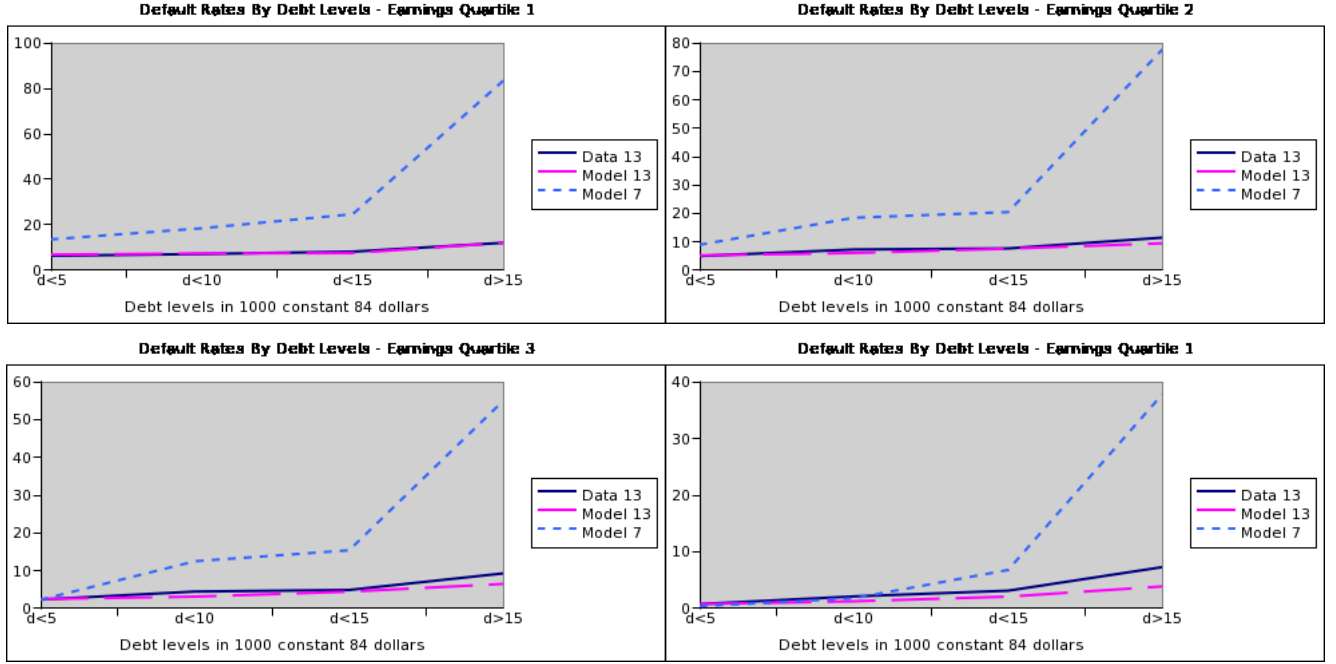 Default Rates By Debt Levels - Earnings Quartile 1
100
80
60
40
20
0
d<5 d<10 d<15 d>15
Debt levels in 1000 constant 84 dollars
Data 13
Model 13
Model 7
Default Rates By Debt Levels - Earnings Quartile 2
80
70
60
50
40
30
20
10
0
d<5 d<10 d<15 d>15
Debt levels in 1000 constant 84 dollars
Data 13
Model 13
Model 7
Default Rates By Debt Levels - Earnings Quartile 3
60
50
40
30
20
10
0
d<5 d<10 d<15 d>15
Debt levels in 1000 constant 84 dollars
Data 13
Model 13
Model 7
Default Rates By Debt Levels - Earnings Quartile 1
40
30
20
10
0
d<5 d<10 d<15 d>15
Debt levels in 1000 constant 84 dollars
Data 13
Model 13
Model 7